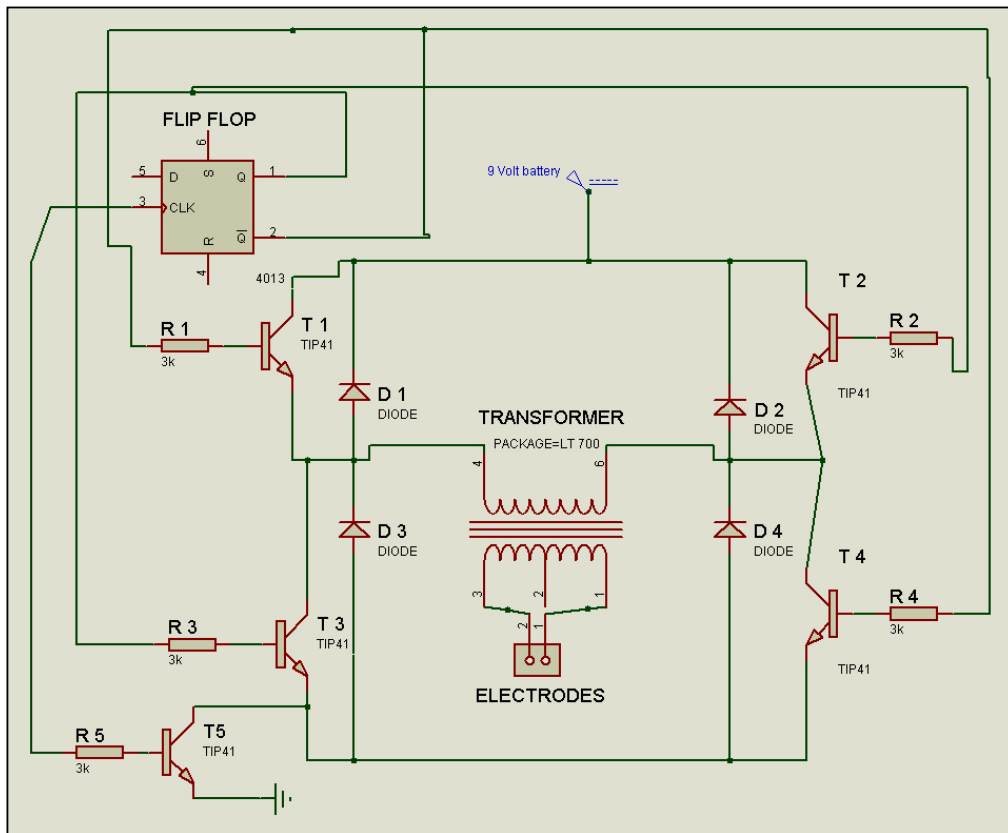 FLIP FLOP
6
5
D
S
Q
1
3
CLK
R
Q
2
4
4013
9 Volt battery
R 1
3k
T 1
TIP41
T 2
R 2
3k
TIP41
D 1
DIODE
D 2
DIODE
TRANSFORMER
PACKAGE=LT 700
4
6
D 3
DIODE
D 4
DIODE
3
2
1
2
1
ELECTRODES
R 3
3k
T 3
TIP41
T 4
R 4
3k
TIP41
R 5
3k
T5
TIP41